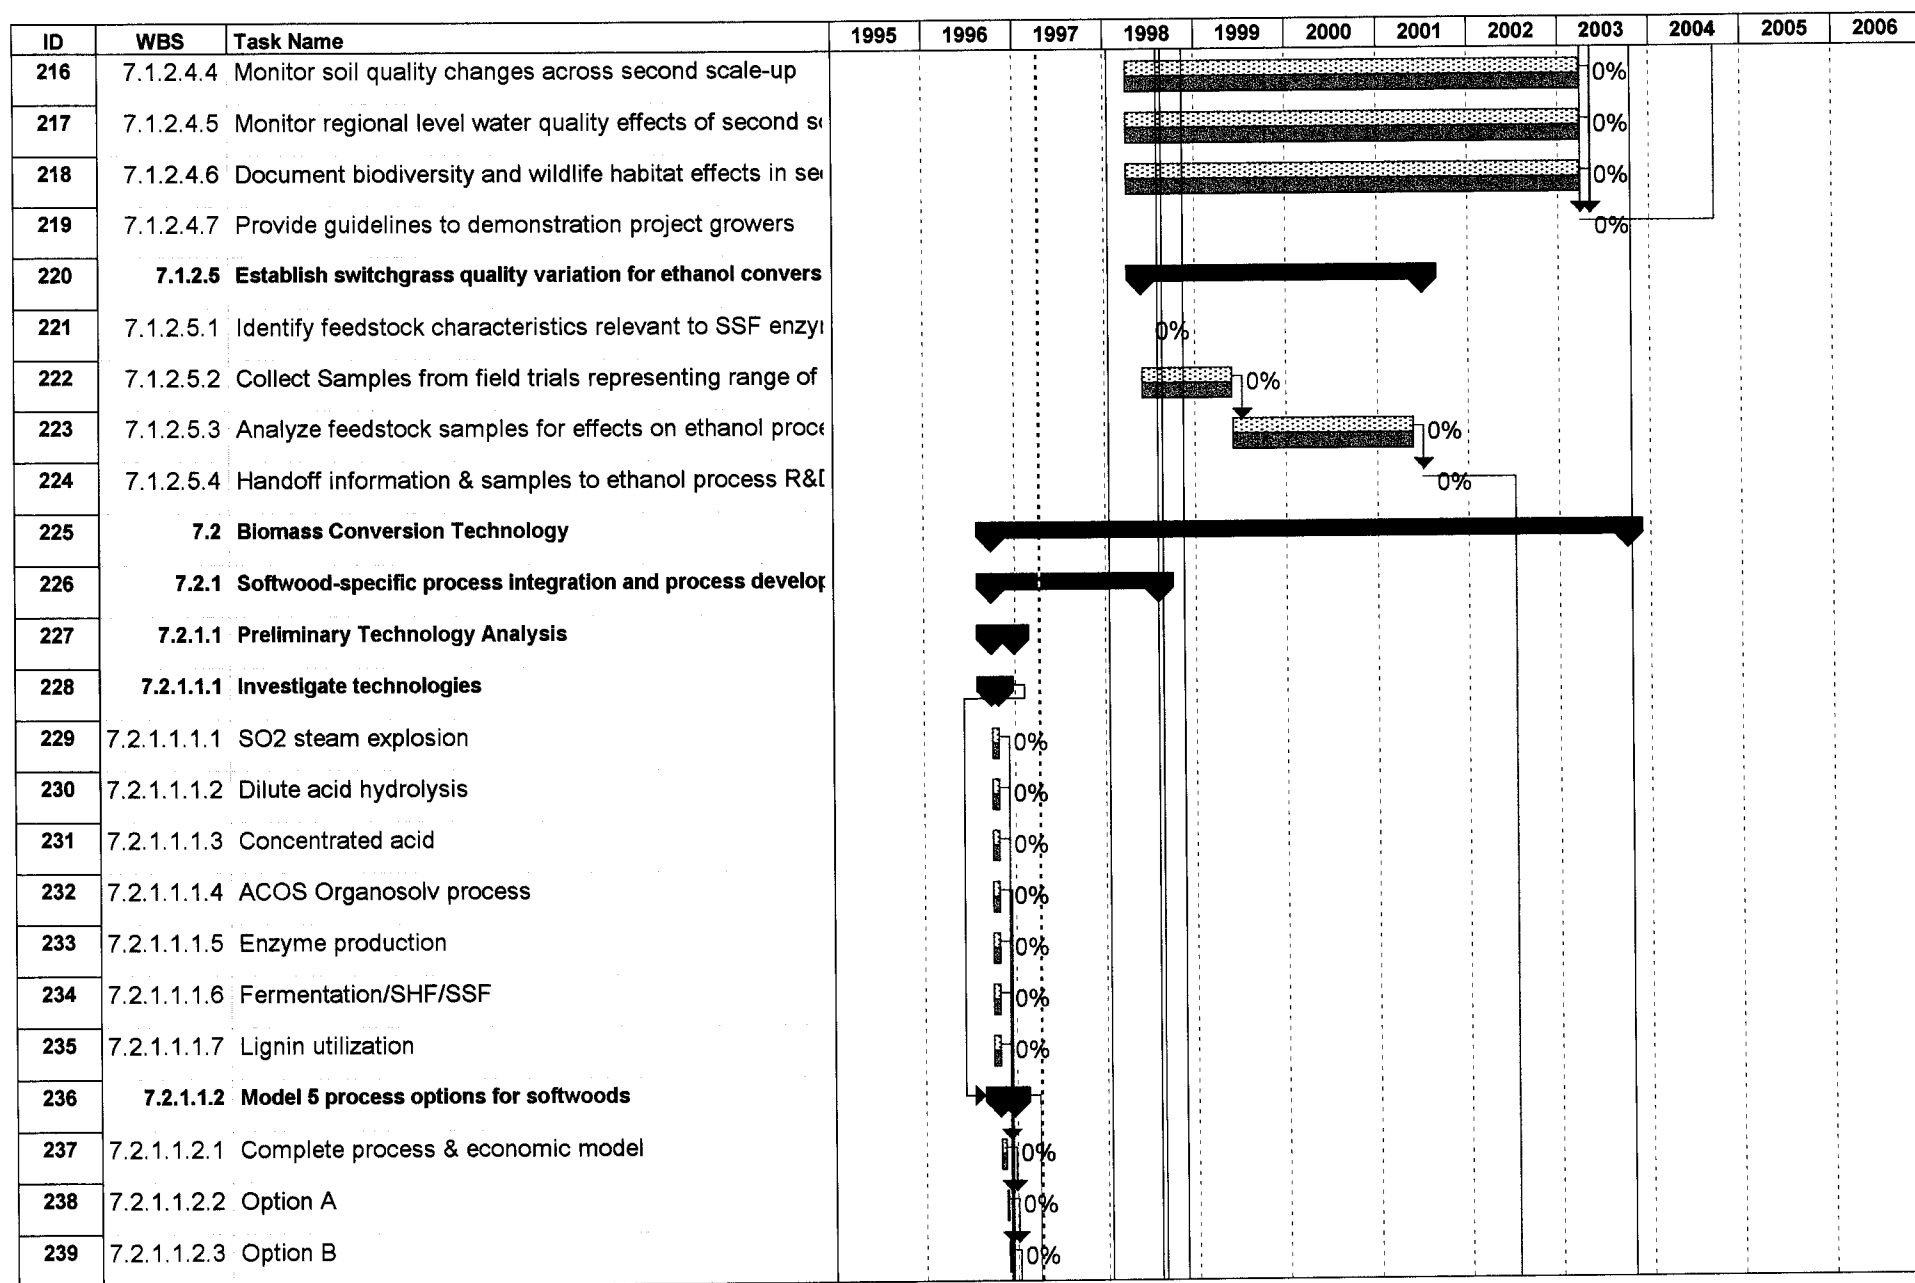 ID WBS Task Name 1995 1996 1997 1998 1999 2000 2001 2002 2003 2004 2005 2006
216 7.1.2.4.4 Monitor soil quality changes across second scale-up 0%
217 7.1.2.4.5 Monitor regional level water quality effects of second 0%
218 7.1.2.4.6 Document biodiversity and wildlife habitat effects in 0%
219 7.1.2.4.7 Provide guidelines to demonstration project growers 0%
220 7.1.2.5 Establish switchgrass quality variation for ethanol convers
221 7.1.2.5.1 Identify feedstock characteristics relevant to SSF 0%
222 7.1.2.5.2 Collect Samples from field trials representing range of 0%
223 7.1.2.5.3 Analyze feedstock samples for effects on ethanol 0%
224 7.1.2.5.4 Handoff information & samples to ethanol process 0%
225 7.2 Biomass Conversion Technology
226 7.2.1 Softwood-specific process integration and process
227 7.2.1.1 Preliminary Technology Analysis
228 7.2.1.1.1 Investigate technologies
229 7.2.1.1.1.1 SO2 steam explosion 0%
230 7.2.1.1.1.2 Dilute acid hydrolysis 0%
231 7.2.1.1.1.3 Concentrated acid 0%
232 7.2.1.1.1.4 ACOS Organosolv process 0%
233 7.2.1.1.1.5 Enzyme production 0%
234 7.2.1.1.1.6 Fermentation/SHF/SSF 0%
235 7.2.1.1.1.7 Lignin utilization 0%
236 7.2.1.1.2 Model 5 process options for softwoods
237 7.2.1.1.2.1 Complete process & economic model 0%
238 7.2.1.1.2.2 Option A 0%
239 7.2.1.1.2.3 Option B 0%